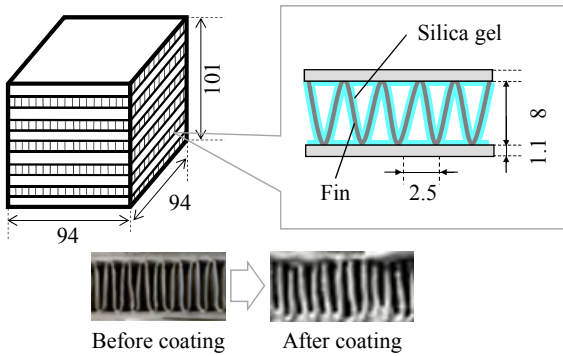 101
94
94
Silica gel
Fin
8
1.1
2.5
Before coating
After coating